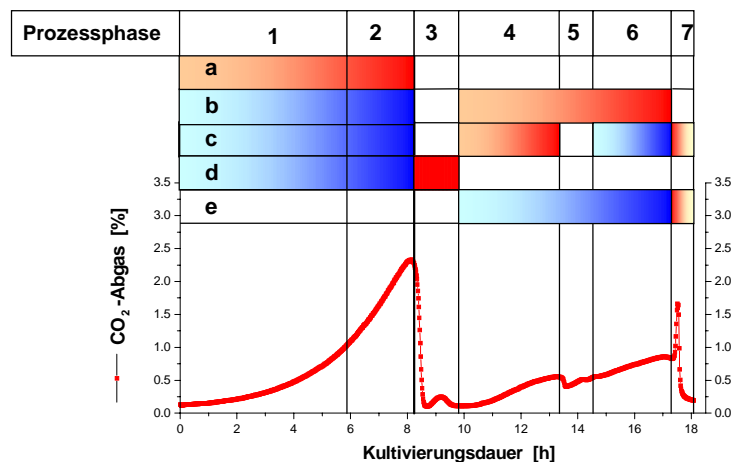 Prozessphase 1 2 3 4 5 6 7
a
b
c
d
e
3.5 3.5
3.0 3.0
2.5 2.5
2.0 2.0
1.5 1.5
1.0 1.0
0.5 0.5
0.0 0.0
CO₂-Abgas [%]
0 2 4 6 8 10 12 14 16 18
Kultivierungsdauer [h]